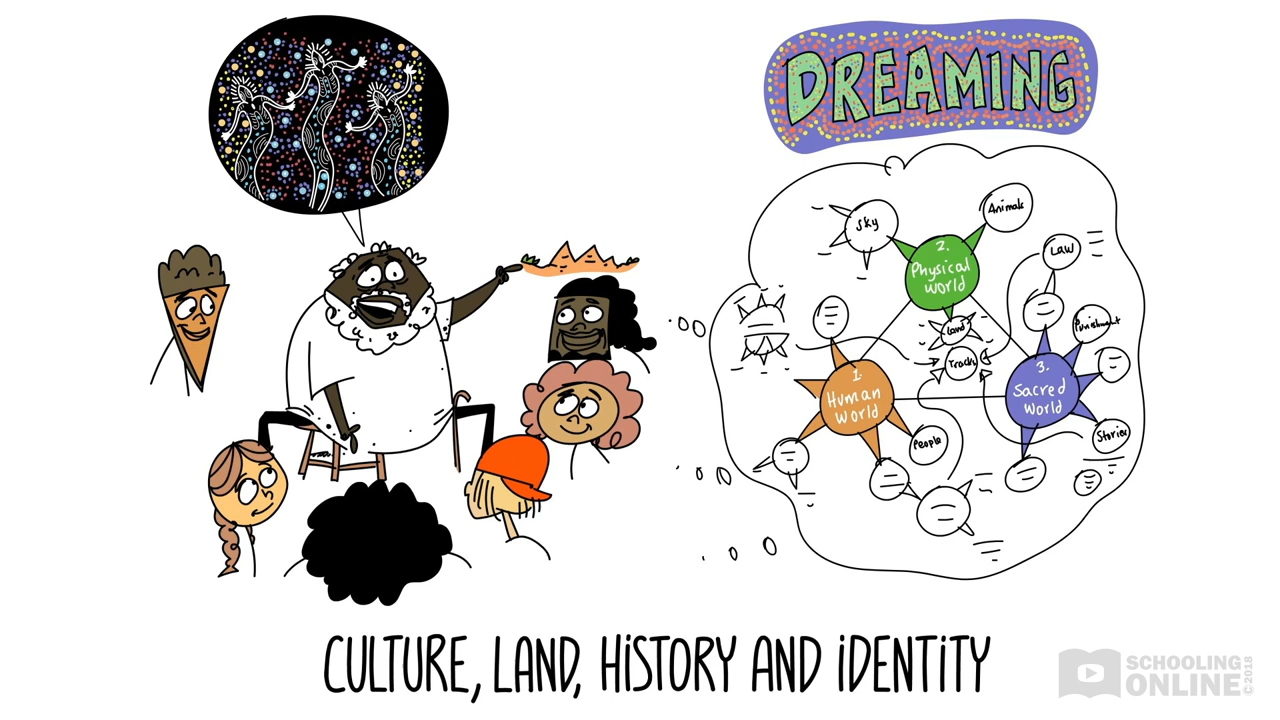 DREAMING
Sky
Animals
Law
2.
Physical
World
Land
Punishment
Tracks
1.
Human
World
3.
Sacred
World
People
Stories
CULTURE, LAND, HiSTORY AND iDENTiTY
SCHOOLING
ONLINE
© 2018